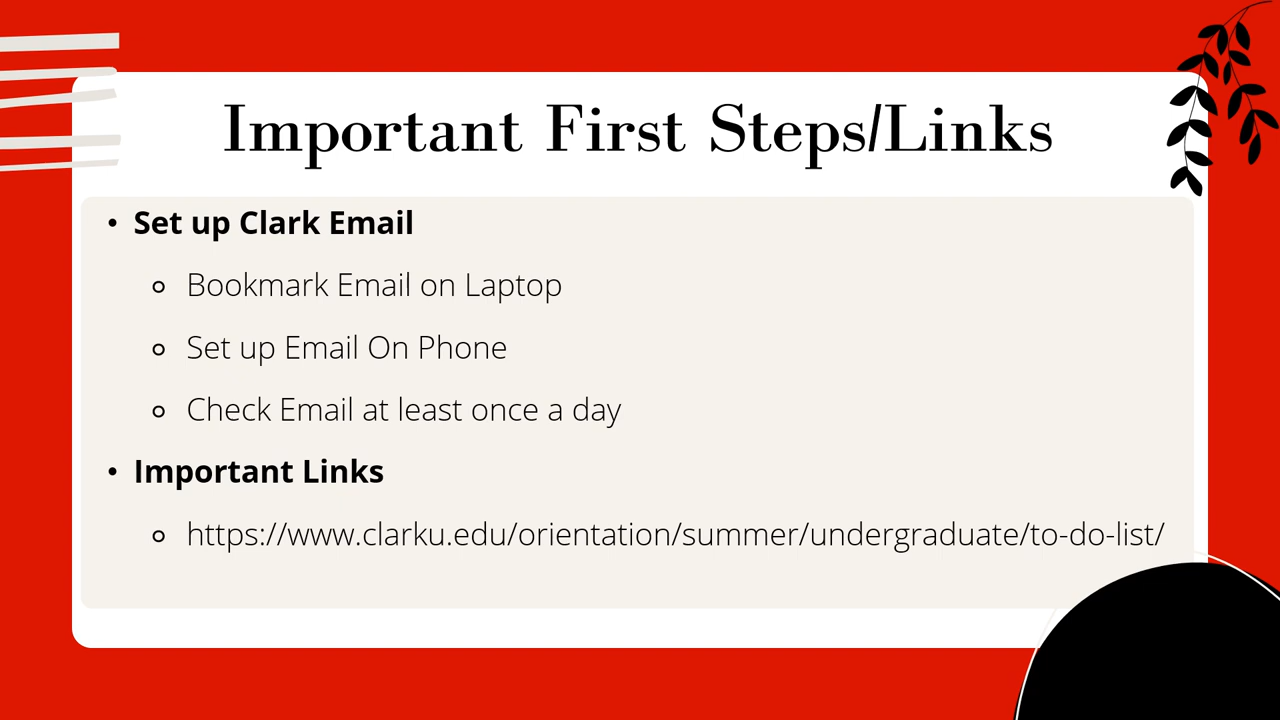 Important First Steps/Links
• Set up Clark Email
Bookmark Email on Laptop
Set up Email On Phone
Check Email at least once a day
• Important Links
https://www.clarku.edu/orientation/summer/undergraduate/to-do-list/